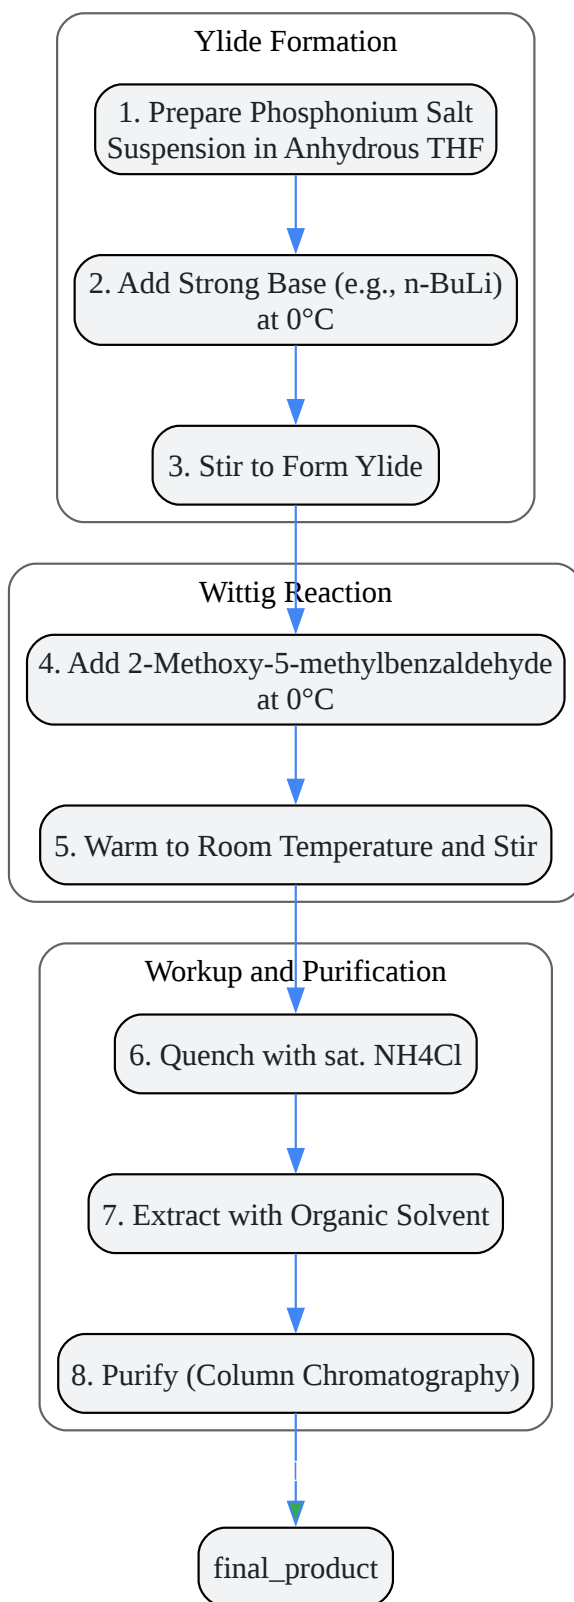 Ylide Formation
1. Prepare Phosphonium Salt
Suspension in Anhydrous THF
2. Add Strong Base (e.g., n-BuLi)
at 0°C
3. Stir to Form Ylide
Wittig Reaction
4. Add 2-Methoxy-5-methylbenzaldehyde
at 0°C
5. Warm to Room Temperature and Stir
Workup and Purification
6. Quench with sat. NH4Cl
7. Extract with Organic Solvent
8. Purify (Column Chromatography)
final_product